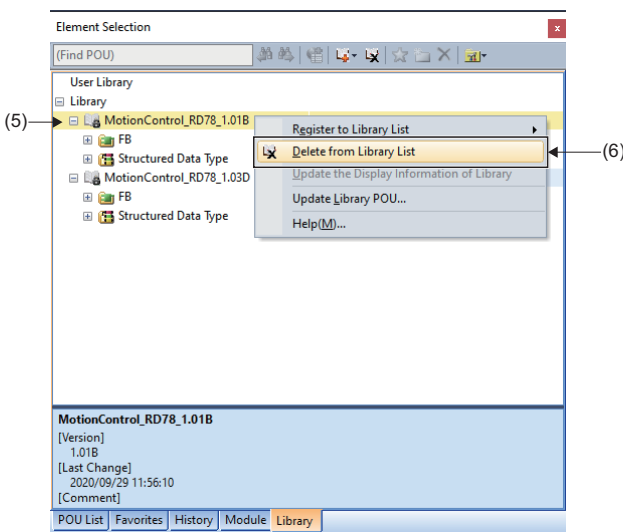 Element Selection
x
(Find POU)
User Library
Library
(5)
MotionControl_RD78_1.01B
FB
Structured Data Type
MotionControl_RD78_1.03D
FB
Structured Data Type
Register to Library List
Delete from Library List
(6)
Update the Display Information of Library
Update Library POU...
Help(M)...
MotionControl_RD78_1.01B
[Version]
1.01B
[Last Change]
2020/09/29 11:56:10
[Comment]
POU List Favorites History Module Library